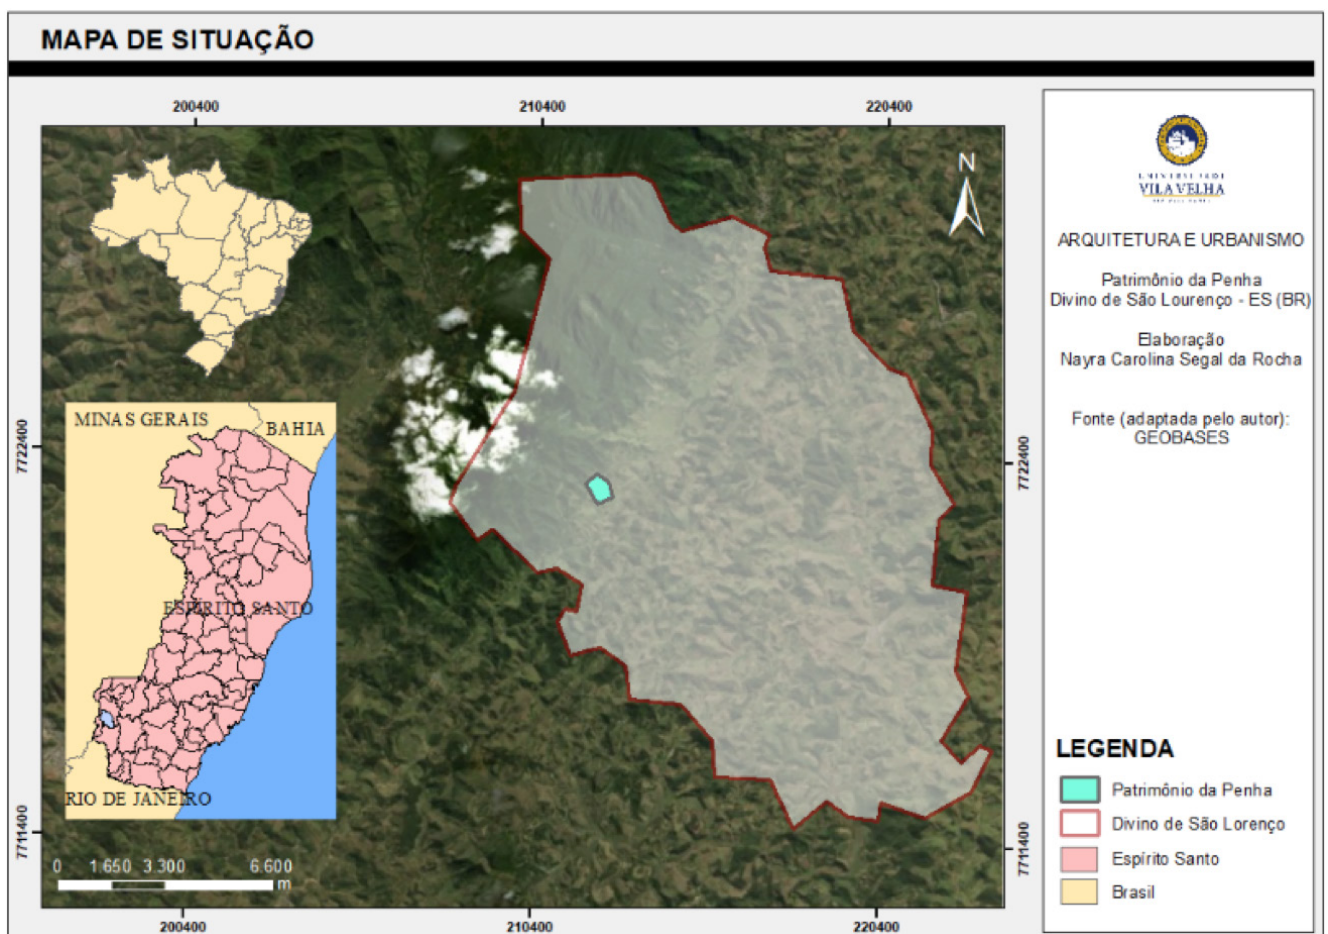 MAPA DE SITUAÇÃO
200400
210400
220400
N
MINAS GERAIS
BAHIA
ESPÍRITO SANTO
RIO DE JANEIRO
7722400
7711400
7722400
7711400
0 1.650 3.300 6.600
m
200400
210400
220400
VILA VELHA
ARQUITETURA E URBANISMO
Patrimônio da Penha
Divino de São Lourenço - ES (BR)
Elaboração
Nayra Carolina Segal da Rocha
Fonte (adaptada pelo autor):
GEOBASES
LEGENDA
Patrimônio da Penha
Divino de São Lorenço
Espírito Santo
Brasil